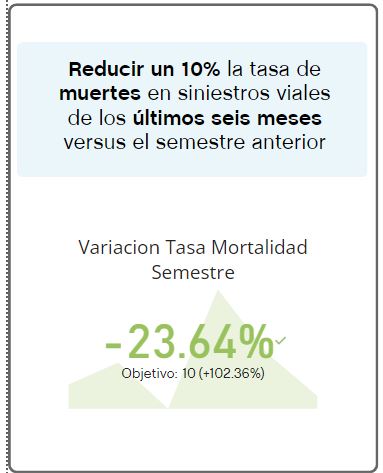 Reducir un 10% la tasa de
muertes en siniestros viales
de los últimos seis meses
versus el semestre anterior
Variacion Tasa Mortalidad
Semestre
-23.64%
Objetivo: 10 (+102.36%)